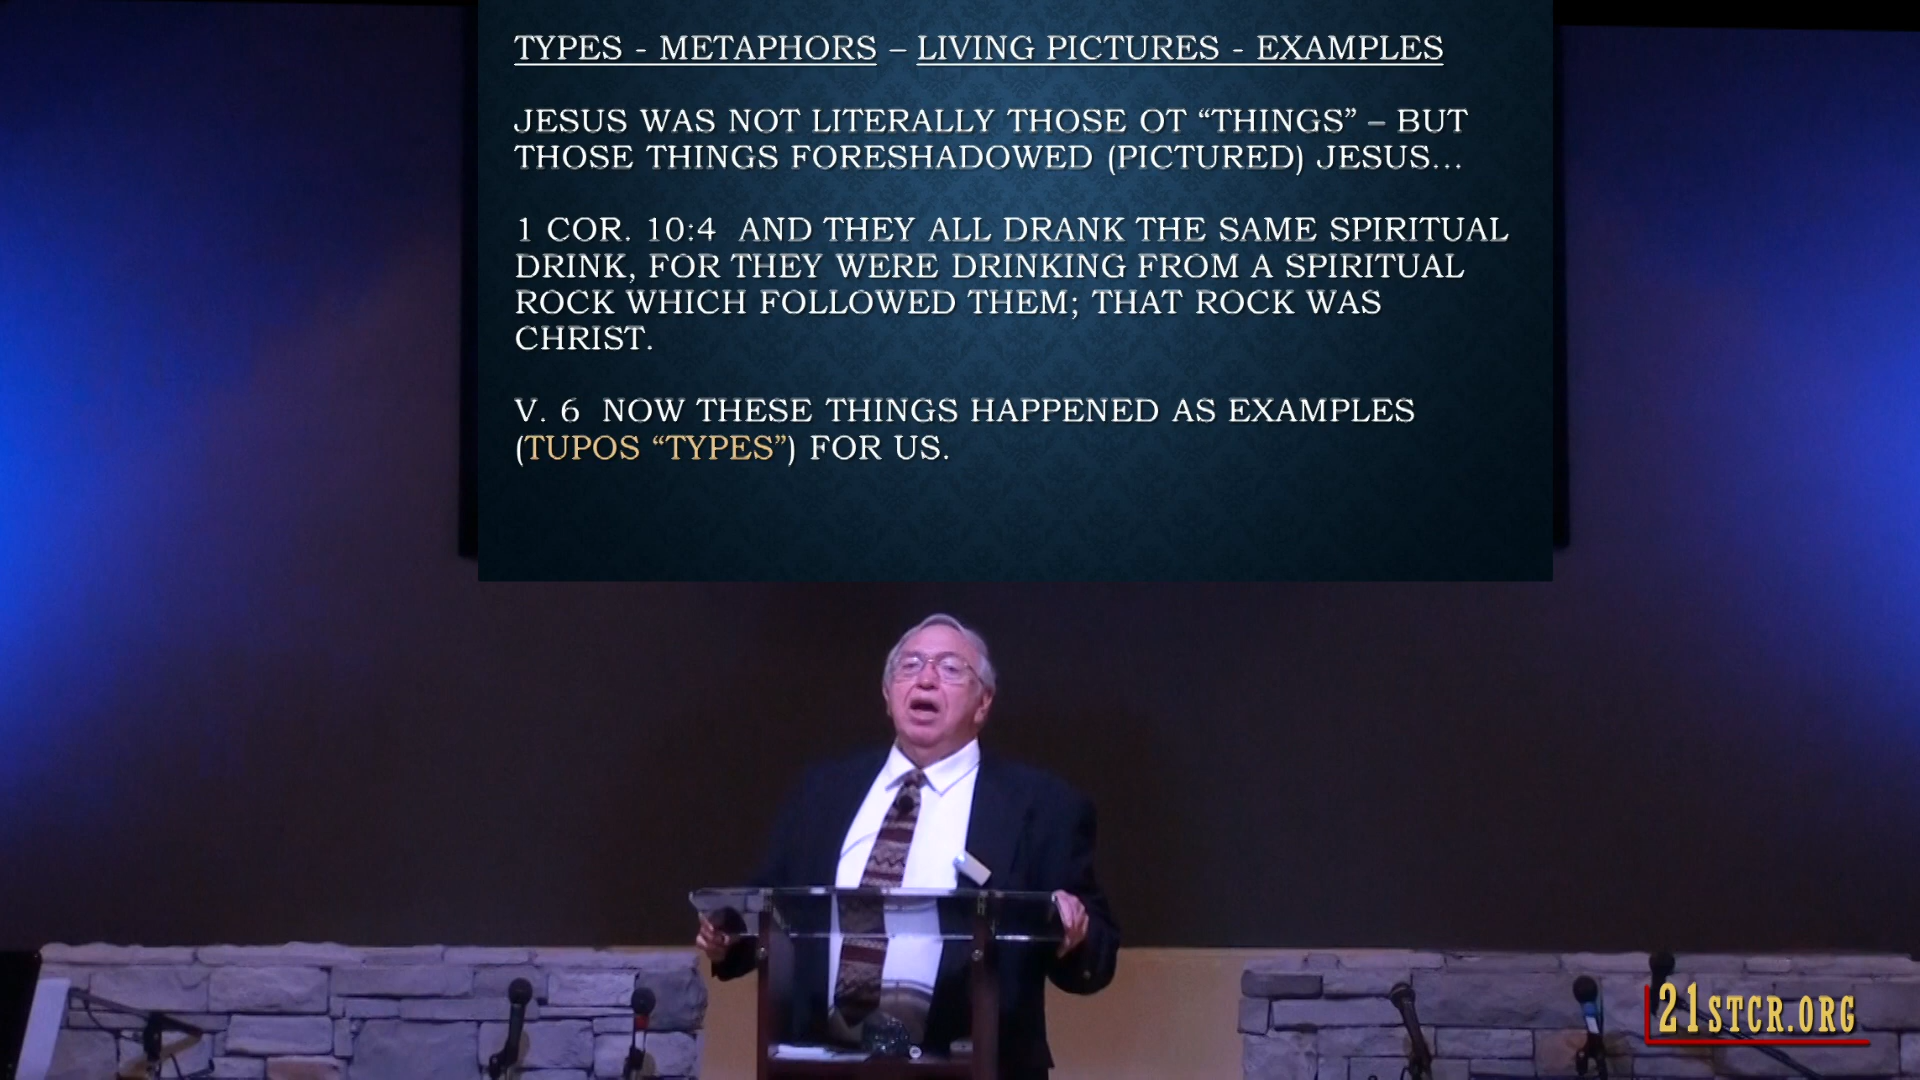 TYPES - METAPHORS – LIVING PICTURES - EXAMPLES
JESUS WAS NOT LITERALLY THOSE OT “THINGS” – BUT
THOSE THINGS FORESHADOWED (PICTURED) JESUS...
1 COR. 10:4 AND THEY ALL DRANK THE SAME SPIRITUAL
DRINK, FOR THEY WERE DRINKING FROM A SPIRITUAL
ROCK WHICH FOLLOWED THEM; THAT ROCK WAS
CHRIST.
V. 6 NOW THESE THINGS HAPPENED AS EXAMPLES
(TUPOS “TYPES”) FOR US.
21STCR.ORG